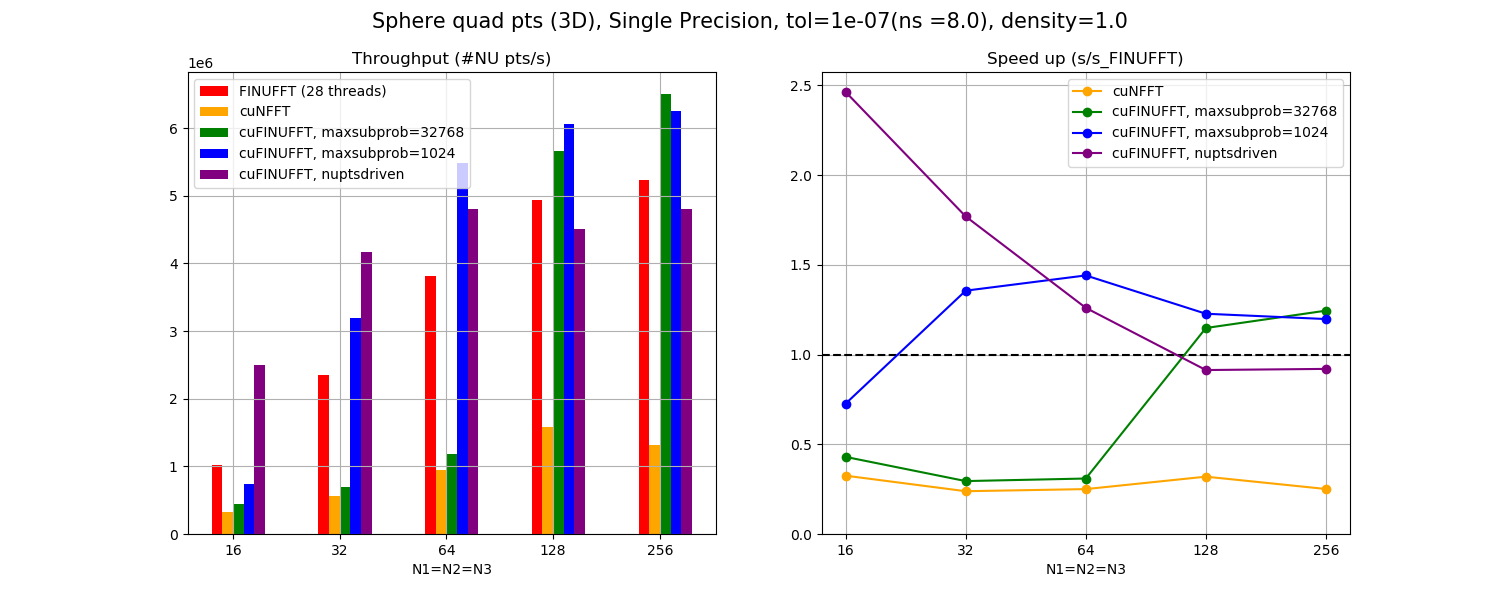 Sphere quad pts (3D), Single Precision, tol=1e-07(ns =8.0), density=1.0
Throughput (#NU pts/s)
1e6
FINUFFT (28 threads)
cuNFFT
cuFINUFFT, maxsubprob=32768
cuFINUFFT, maxsubprob=1024
cuFINUFFT, nuptsdriven
6
5
4
3
2
1
0
16 32 64 128 256
N1=N2=N3
Speed up (s/s_FINUFFT)
cuNFFT
cuFINUFFT, maxsubprob=32768
cuFINUFFT, maxsubprob=1024
cuFINUFFT, nuptsdriven
2.5
2.0
1.5
1.0
0.5
0.0
16 32 64 128 256
N1=N2=N3